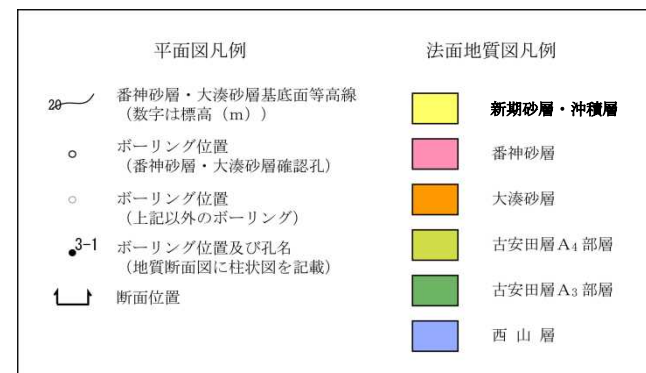 平面図凡例
20 番神砂層・大湊砂層基底面等高線
(数字は標高(m))
ボーリング位置
(番神砂層・大湊砂層確認孔)
ボーリング位置
(上記以外のボーリング)
3-1 ボーリング位置及び孔名
(地質断面図に柱状図を記載)
断面位置
法面地質図凡例
新期砂層・沖積層
番神砂層
大湊砂層
古安田層A4部層
古安田層A3部層
西山層